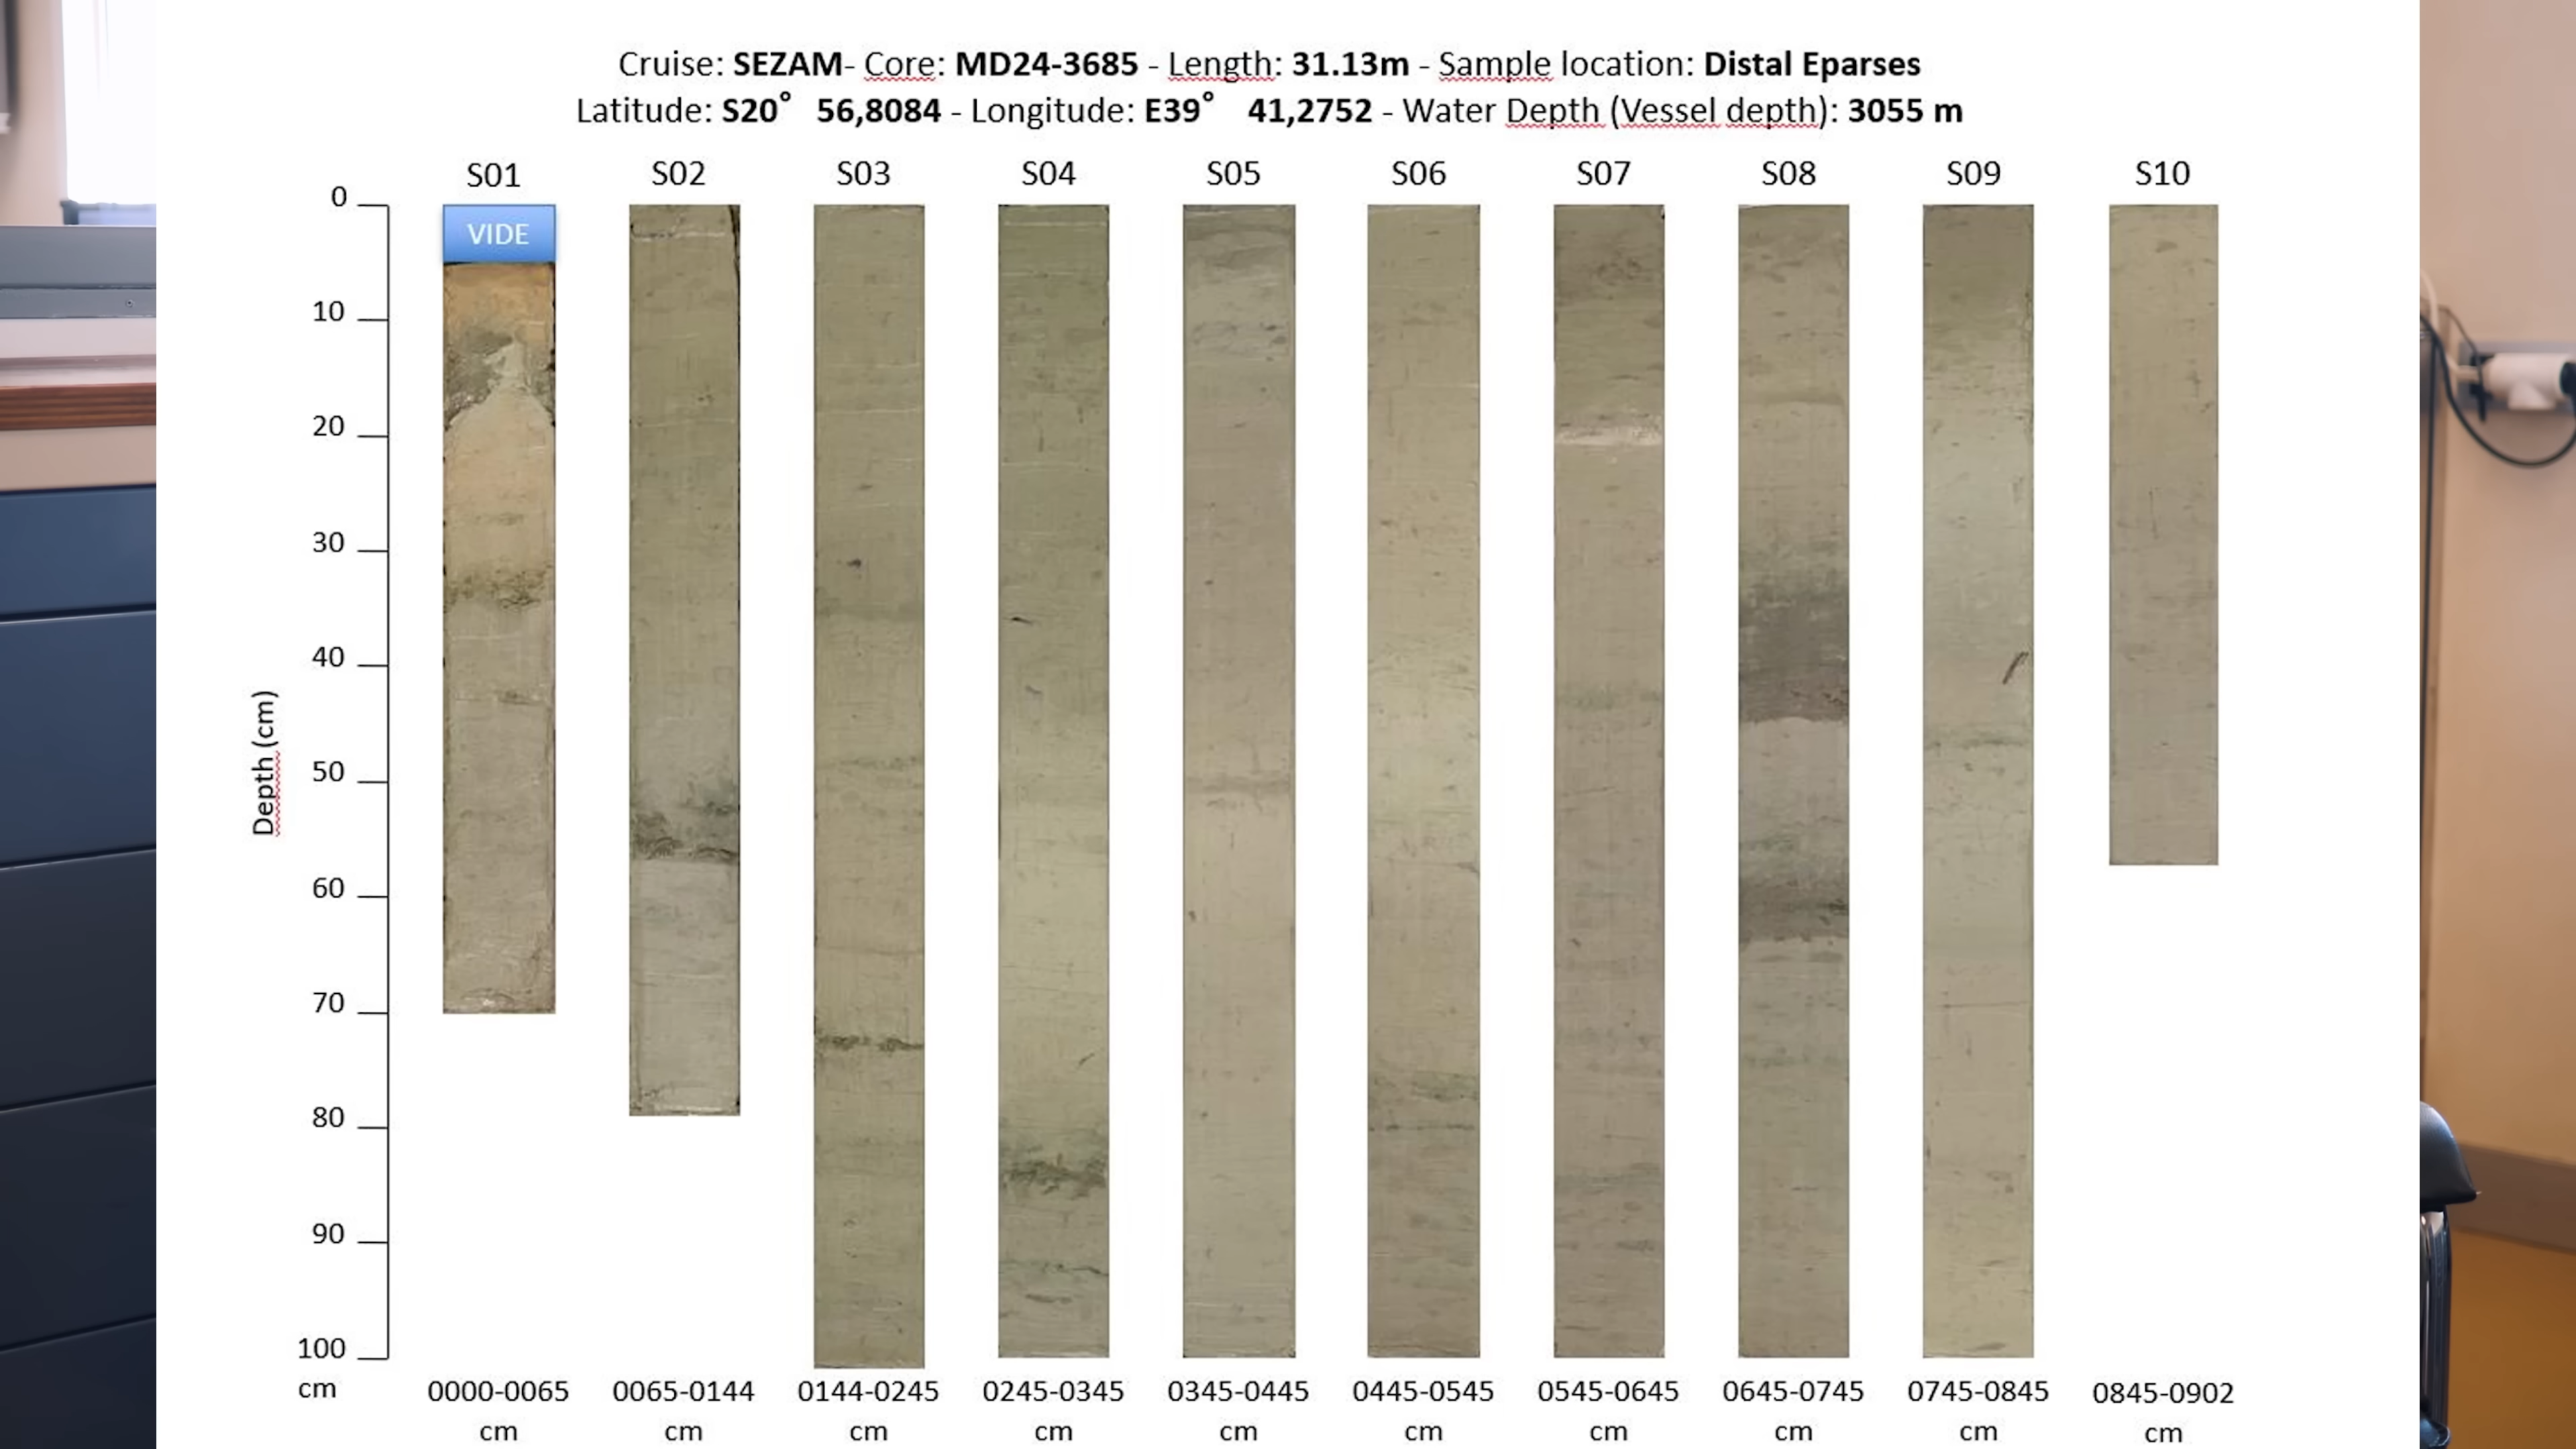 Cruise: SEZAM- Core: MD24-3685 - Length: 31.13m - Sample location: Distal Eparses
Latitude: S20° 56,8084 - Longitude: E39° 41,2752 - Water Depth (Vessel depth): 3055 m
S01 S02 S03 S04 S05 S06 S07 S08 S09 S10
VIDE
0
10
20
30
40
50
60
70
80
90
100
cm
Depth (cm)
0000-0065 cm
0065-0144 cm
0144-0245 cm
0245-0345 cm
0345-0445 cm
0445-0545 cm
0545-0645 cm
0645-0745 cm
0745-0845 cm
0845-0902 cm